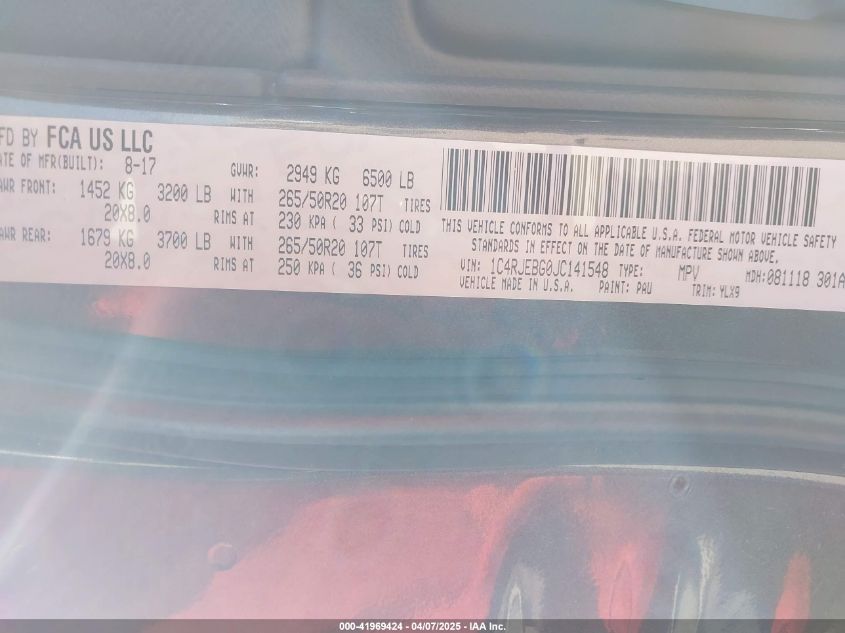 FD BY FCA US LLC
ATE OF MFR(BUILT): 8-17 GVWR: 2949 KG 6500 LB
AWR FRONT: 1452 KG 3200 LB WITH 265/50R20 107T TIRES
20X8.0 RIMS AT 230 KPA ( 33 PSI) COLD
AWR REAR: 1679 KG 3700 LB WITH 265/50R20 107T TIRES
20X8.0 RIMS AT 250 KPA ( 36 PSI) COLD
THIS VEHICLE CONFORMS TO ALL APPLICABLE U.S.A. FEDERAL MOTOR VEHICLE SAFETY
STANDARDS IN EFFECT ON THE DATE OF MANUFACTURE SHOWN ABOVE.
VIN: 1C4RJEBG0JC141548 TYPE: MPV MDH:081118 301A
VEHICLE MADE IN U.S.A. PAINT: PAU TRIM: YLX9
000-41969424 - 04/07/2025 - IAA Inc.